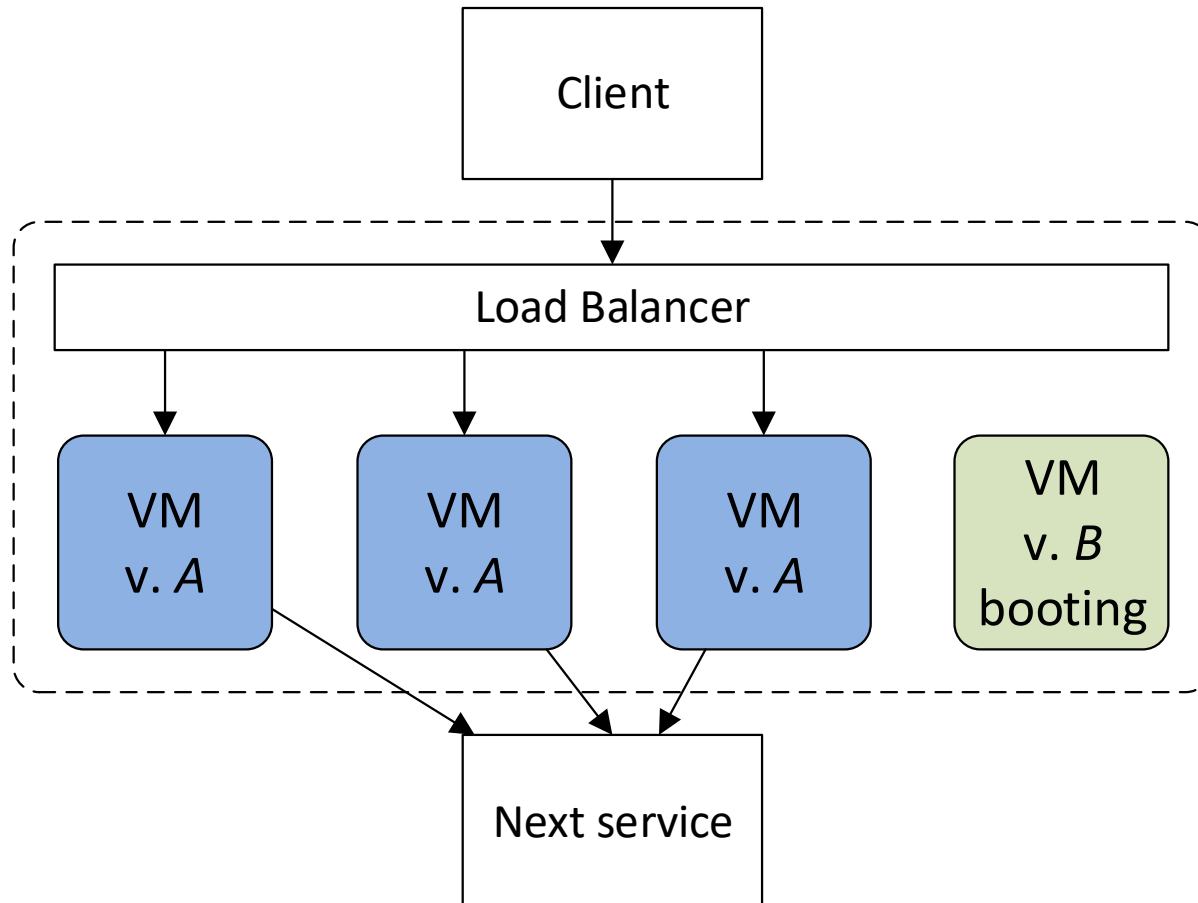 Client
Load Balancer
VM
v. A
VM
v. A
VM
v. A
VM
v. B
booting
Next service